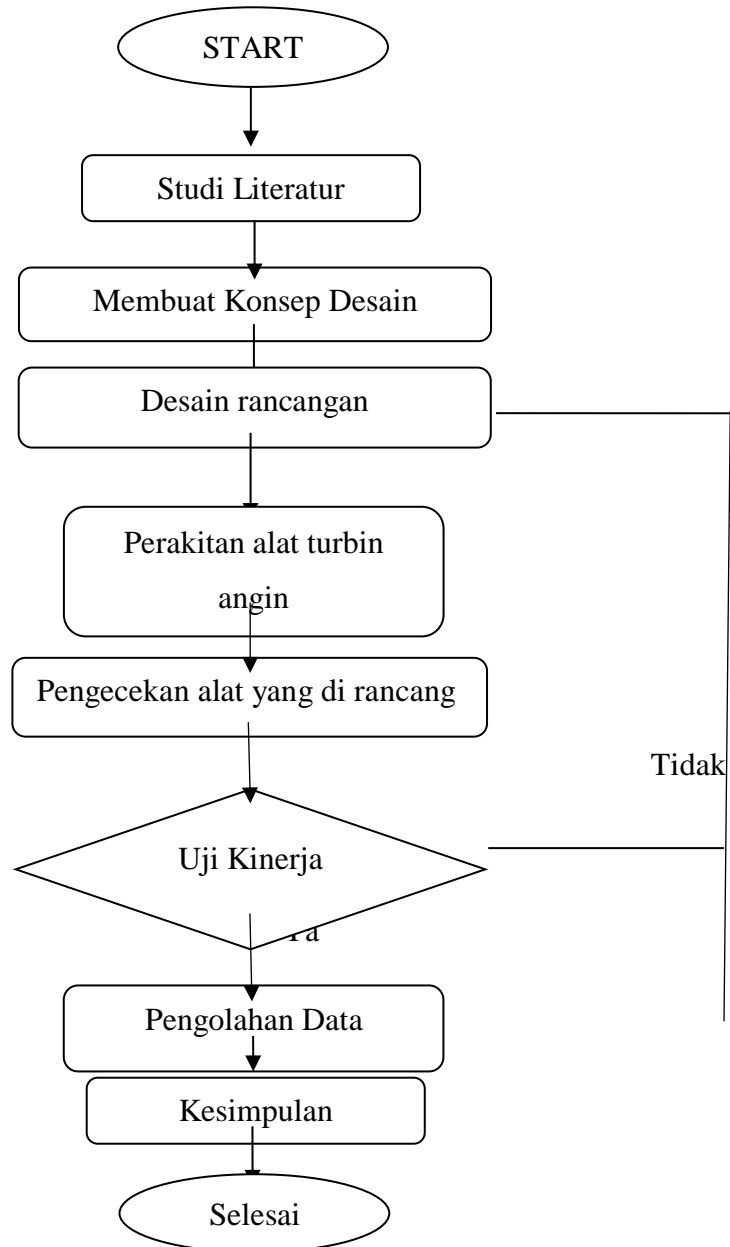 START
Studi Literatur
Membuat Konsep Desain
Desain rancangan
Perakitan alat turbin
angin
Pengecekan alat yang di rancang
Tidak
Uji Kinerja
Pengolahan Data
Kesimpulan
Selesai